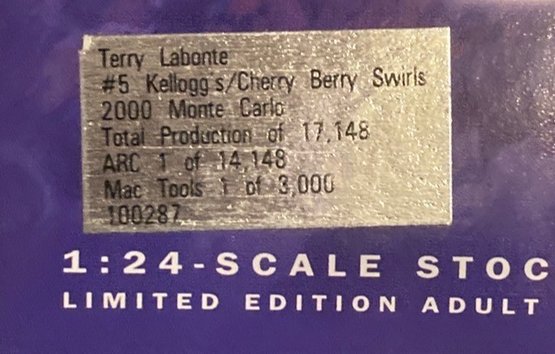 Terry Labonte
#5 Kellogg's/Cherry Berry Swirls
2000 Monte Carlo
Total Production of 17,148
ARC 1 of 14,148
Mac Tools 1 of 3,000
100287
1:24-SCALE STOC
LIMITED EDITION ADULT